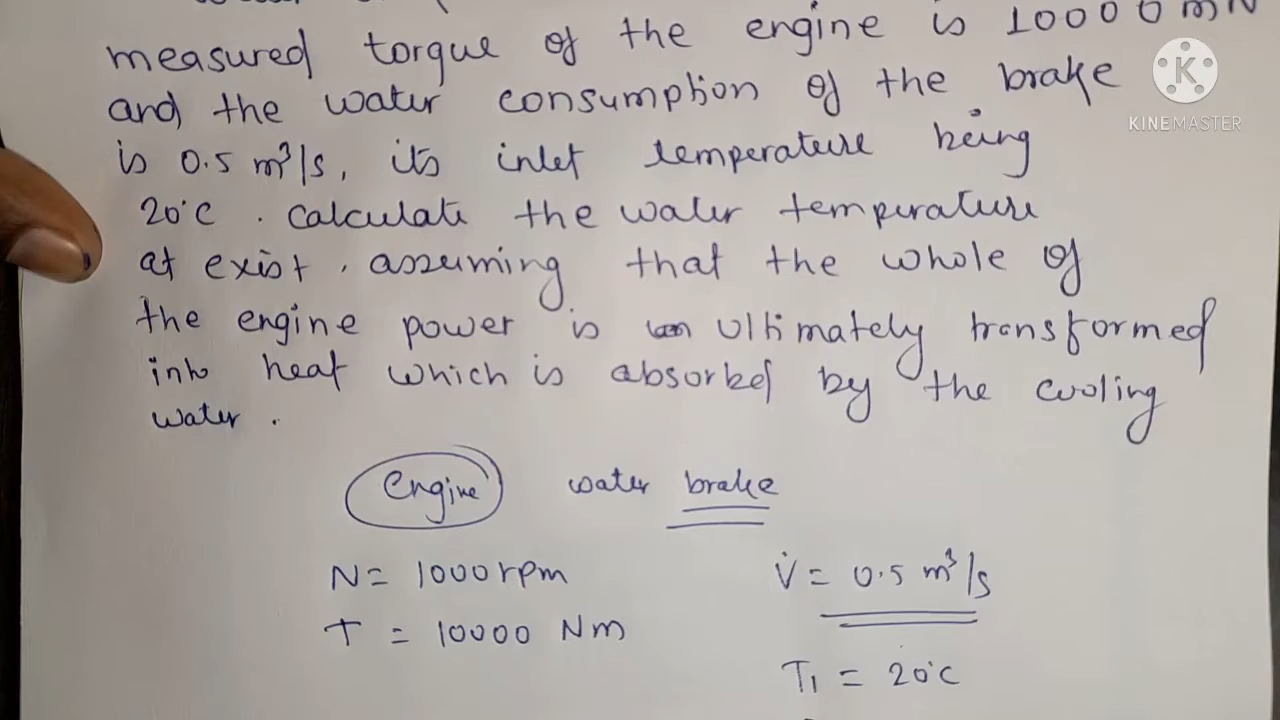 measured torque of the engine is 10000 mN
and the water consumption of the brake
is 0.5 m³/s, its inlet temperature being
20°C. calculate the water temperature
at exist, assuming that the whole of
the engine power is ultimately transformed
into heat which is absorbed by the cooling
water.
Engine water brake
N = 1000 rpm V̇ = 0.5 m³/s
T = 10000 Nm
T₁ = 20°C
K
KINEMASTER